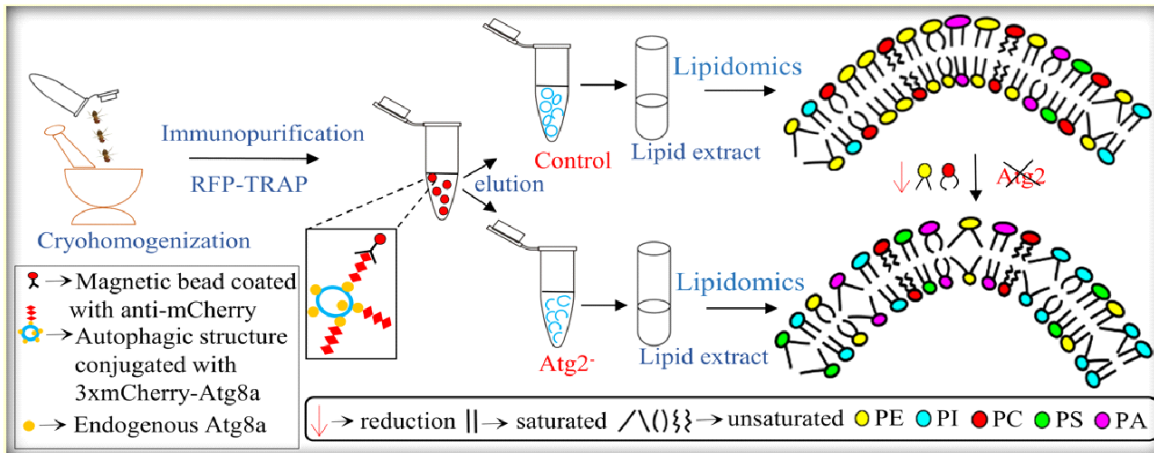 Immunopurification
RFP-TRAP
Cryohomogenization
elution
Control
Atg2-
Lipid extract
Lipid extract
Lipidomics
Lipidomics
Atg2
→ Magnetic bead coated
with anti-mCherry
→ Autophagic structure
conjugated with
3xmCherry-Atg8a
→ Endogenous Atg8a
↓ → reduction || → saturated /\()⌇⌇ → unsaturated PE PI PC PS PA